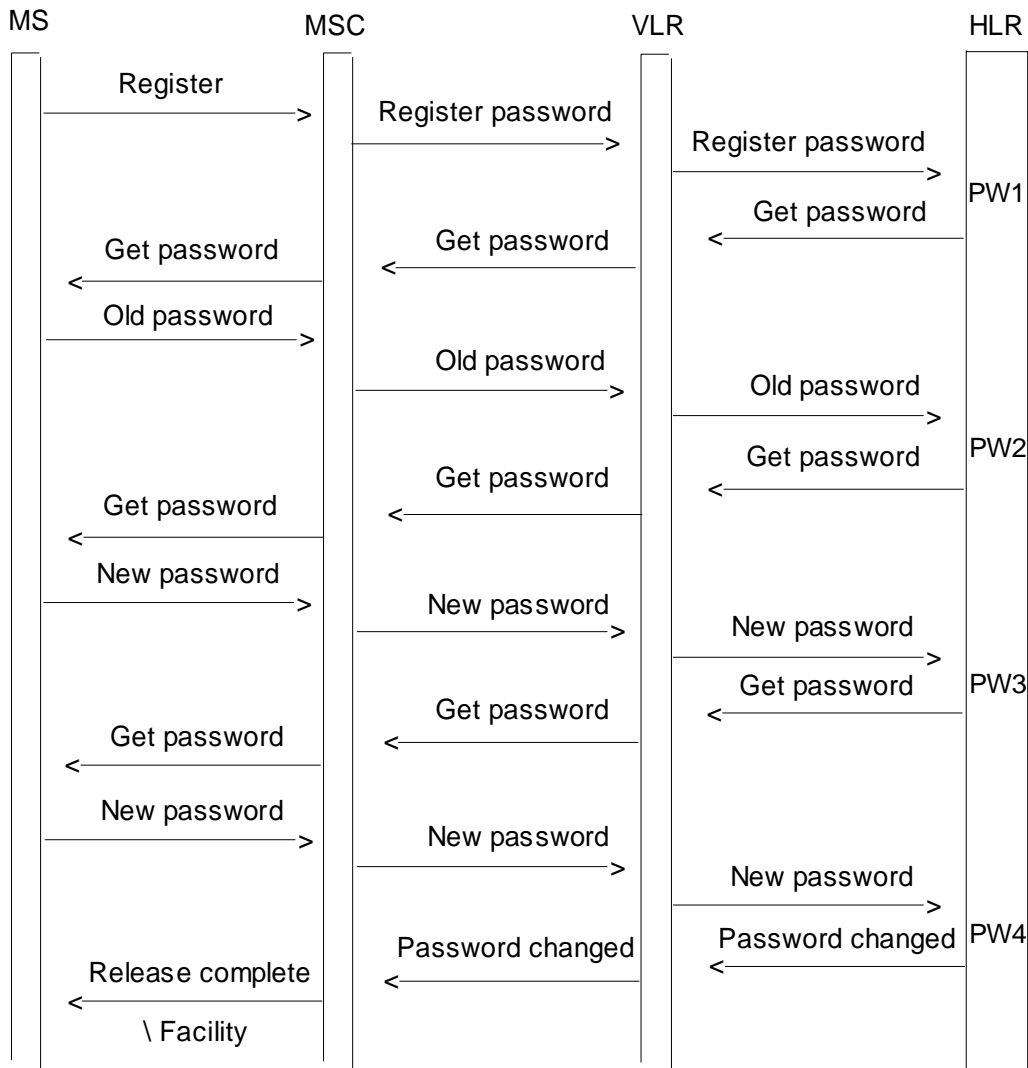 MS
MSC
VLR
HLR
Register
Register password
Register password
PW1
Get password
Get password
Get password
Old password
Old password
Old password
PW2
Get password
Get password
Get password
New password
New password
New password
PW3
Get password
Get password
Get password
New password
New password
New password
PW4
Password changed
Password changed
Release complete
\ Facility